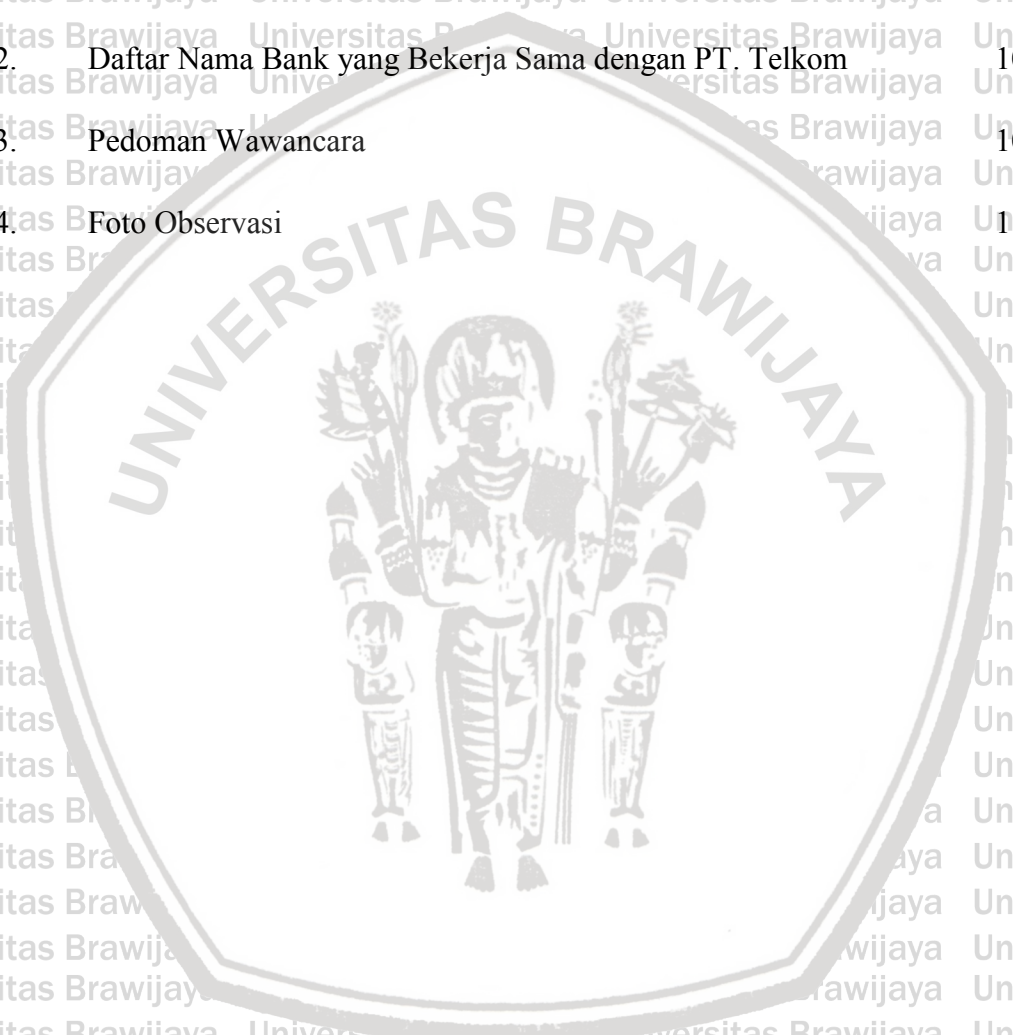 2. Daftar Nama Bank yang Bekerja Sama dengan PT. Telkom
3. Pedoman Wawancara
4. Foto Observasi
UNIVERSITAS BRAWIJAYA